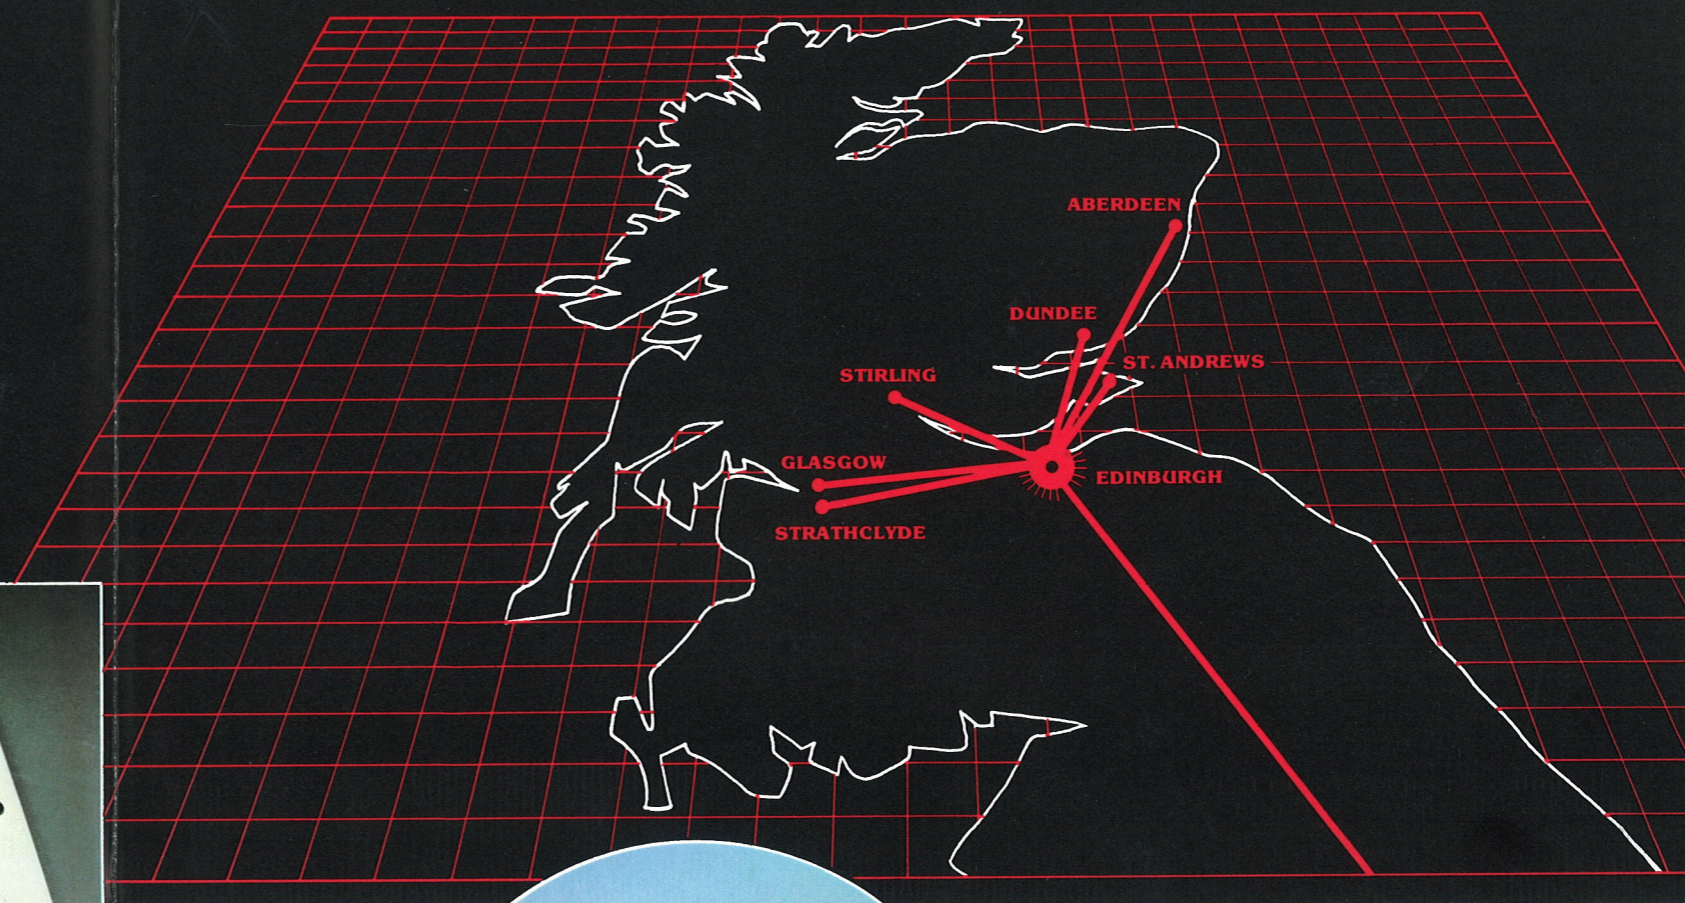 ABERDEEN
DUNDEE
ST. ANDREWS
STIRLING
GLASGOW
EDINBURGH
STRATHCLYDE